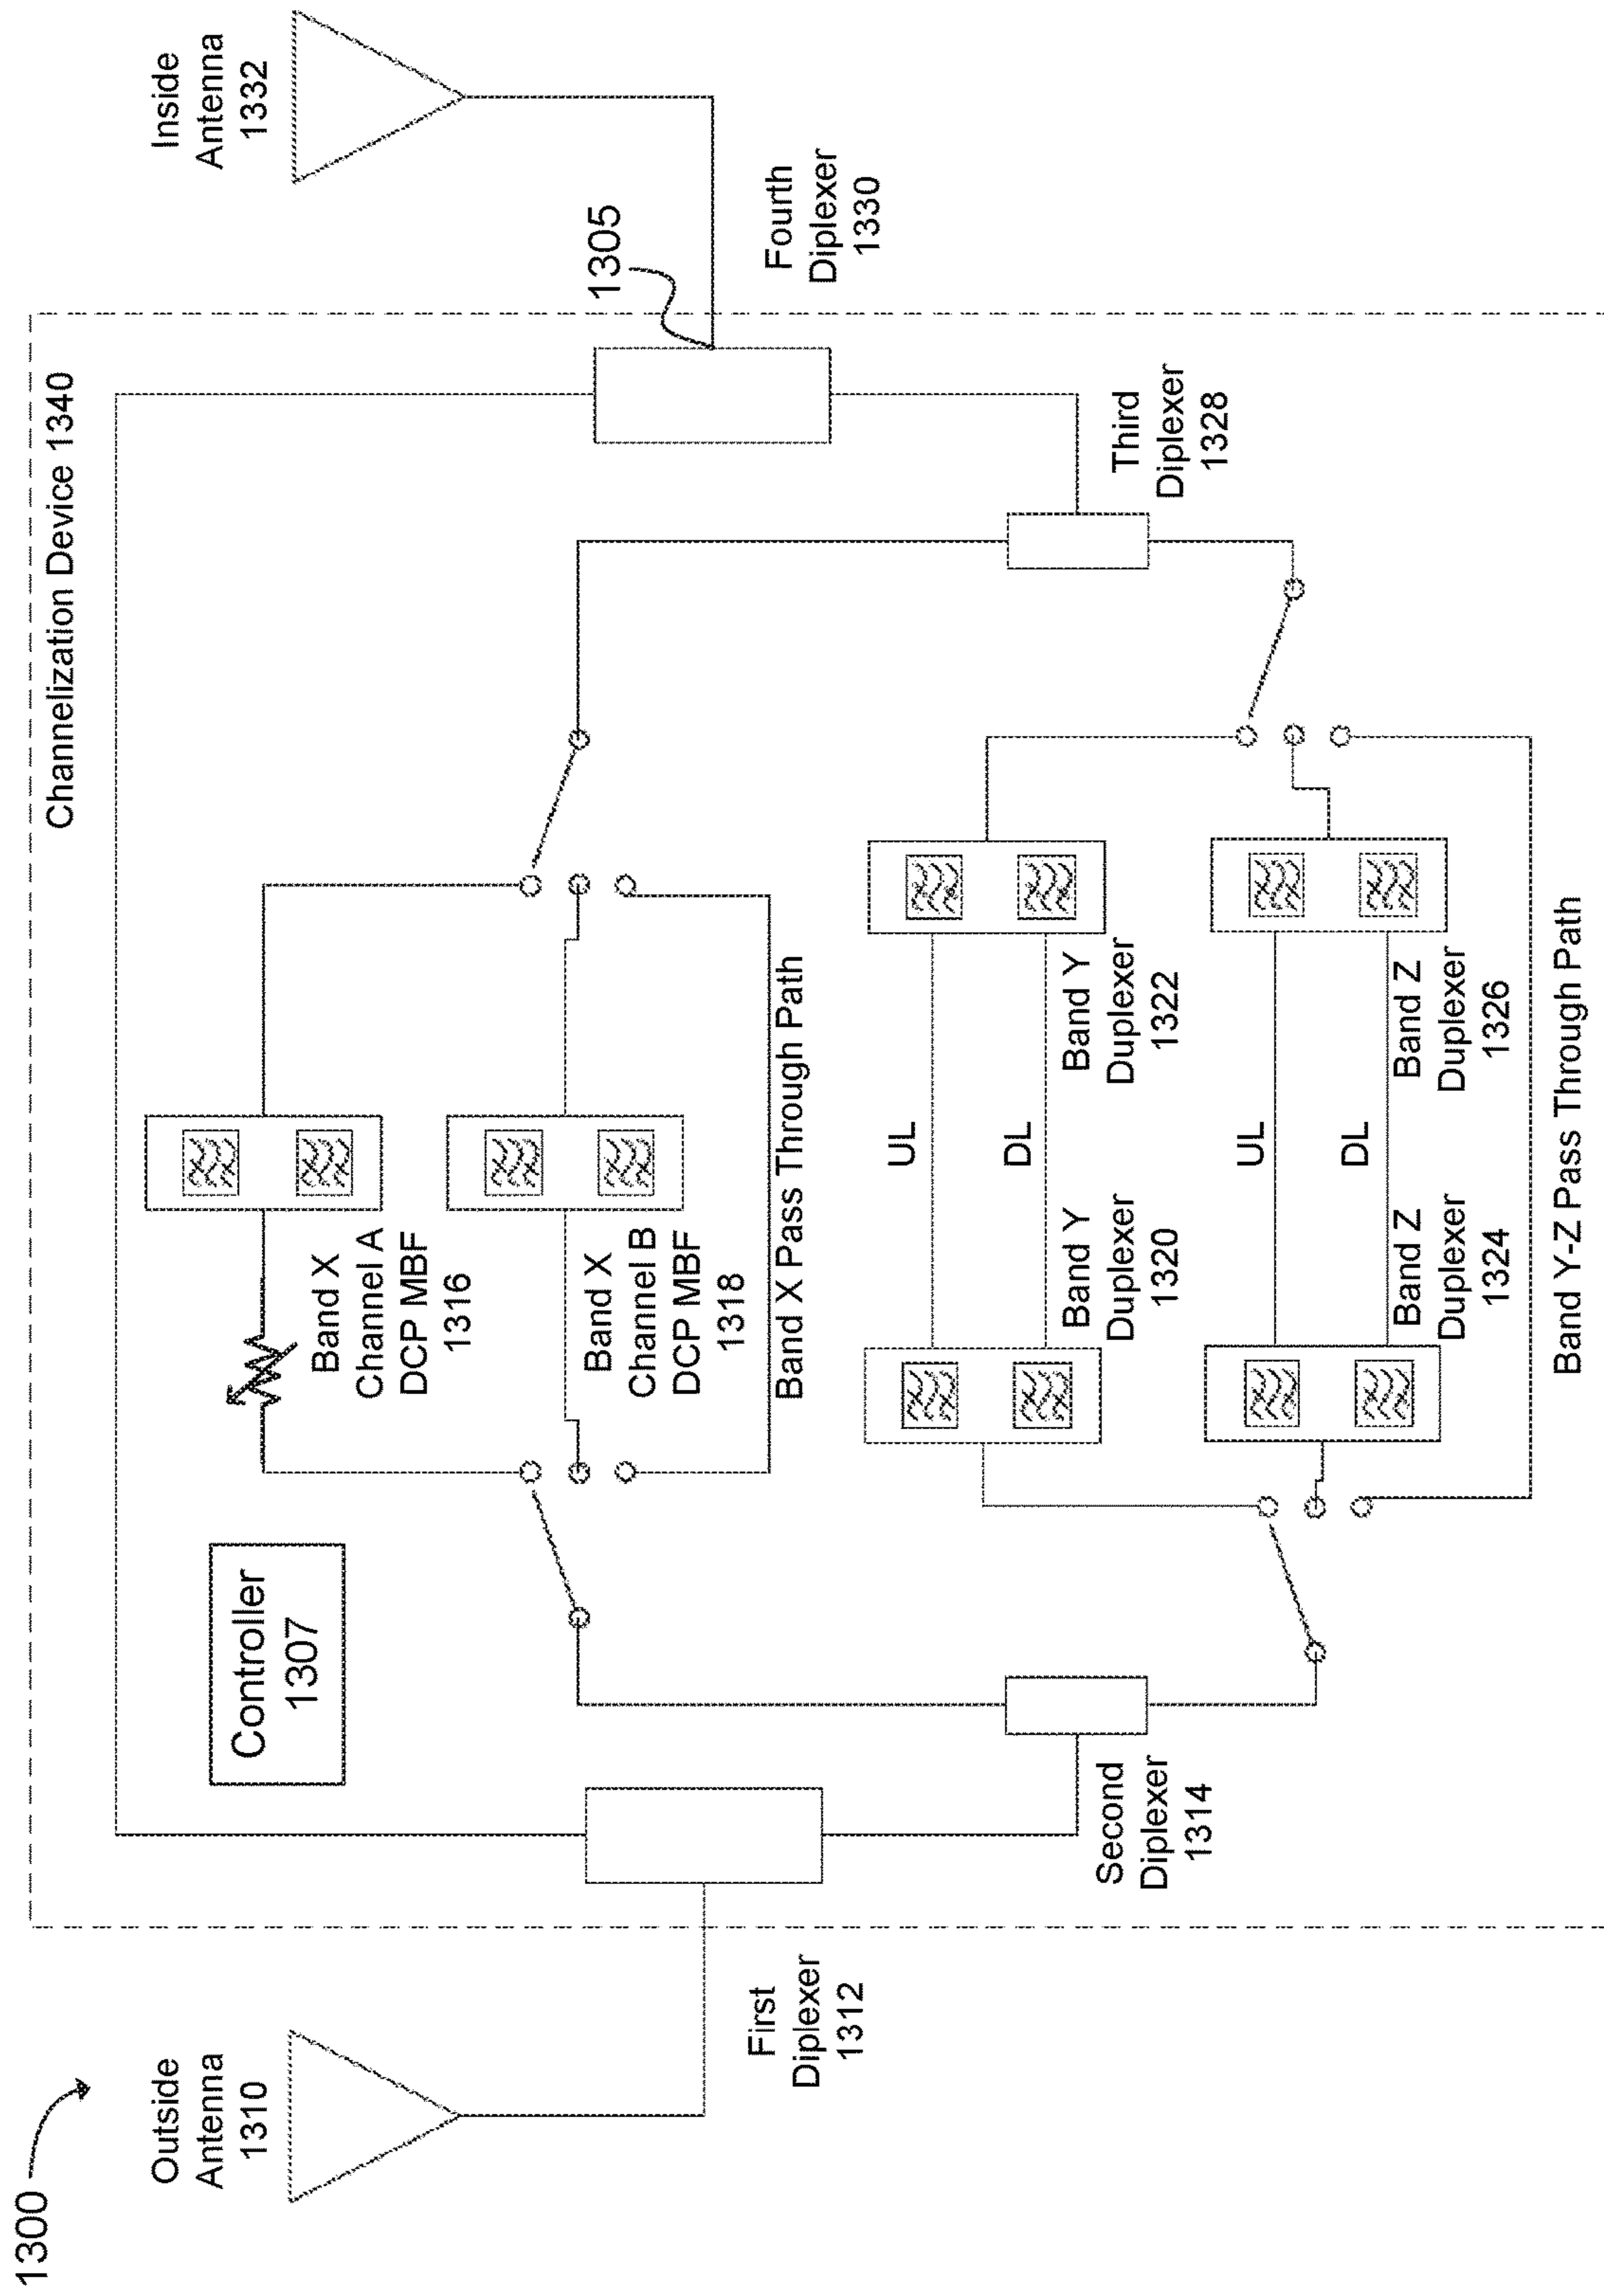 1300
Outside
Antenna
1310
Inside
Antenna
1332
Channelization Device 1340
Controller
1307
1305
First
Diplexer
1312
Second
Diplexer
1314
Band X
Channel A
DCP MBF
1316
Band X
Channel B
DCP MBF
1318
Band X Pass Through Path
UL
DL
Band Y
Duplexer
1320
Band Y
Duplexer
1322
UL
DL
Band Z
Duplexer
1324
Band Z
Duplexer
1326
Band Y-Z Pass Through Path
Third
Diplexer
1328
Fourth
Diplexer
1330